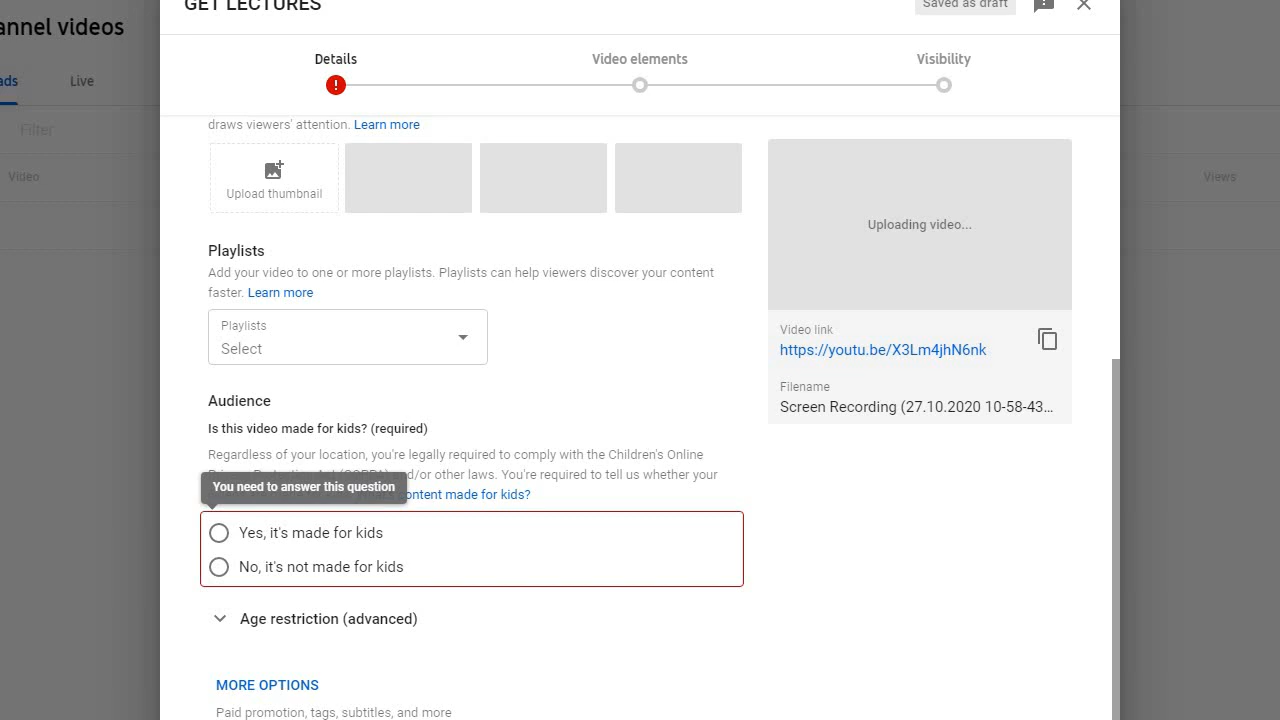 GET LECTURES
Saved as draft
annel videos
Details
Video elements
Visibility
ads
Live
Filter
Video
Views
draws viewers' attention. Learn more
Upload thumbnail
Uploading video...
Playlists
Add your video to one or more playlists. Playlists can help viewers discover your content
faster. Learn more
Playlists
Select
Video link
https://youtu.be/X3Lm4jhN6nk
Filename
Screen Recording (27.10.2020 10-58-43...
Audience
Is this video made for kids? (required)
Regardless of your location, you're legally required to comply with the Children's Online
and/or other laws. You're required to tell us whether your
You need to answer this question
content made for kids?
Yes, it's made for kids
No, it's not made for kids
Age restriction (advanced)
MORE OPTIONS
Paid promotion, tags, subtitles, and more